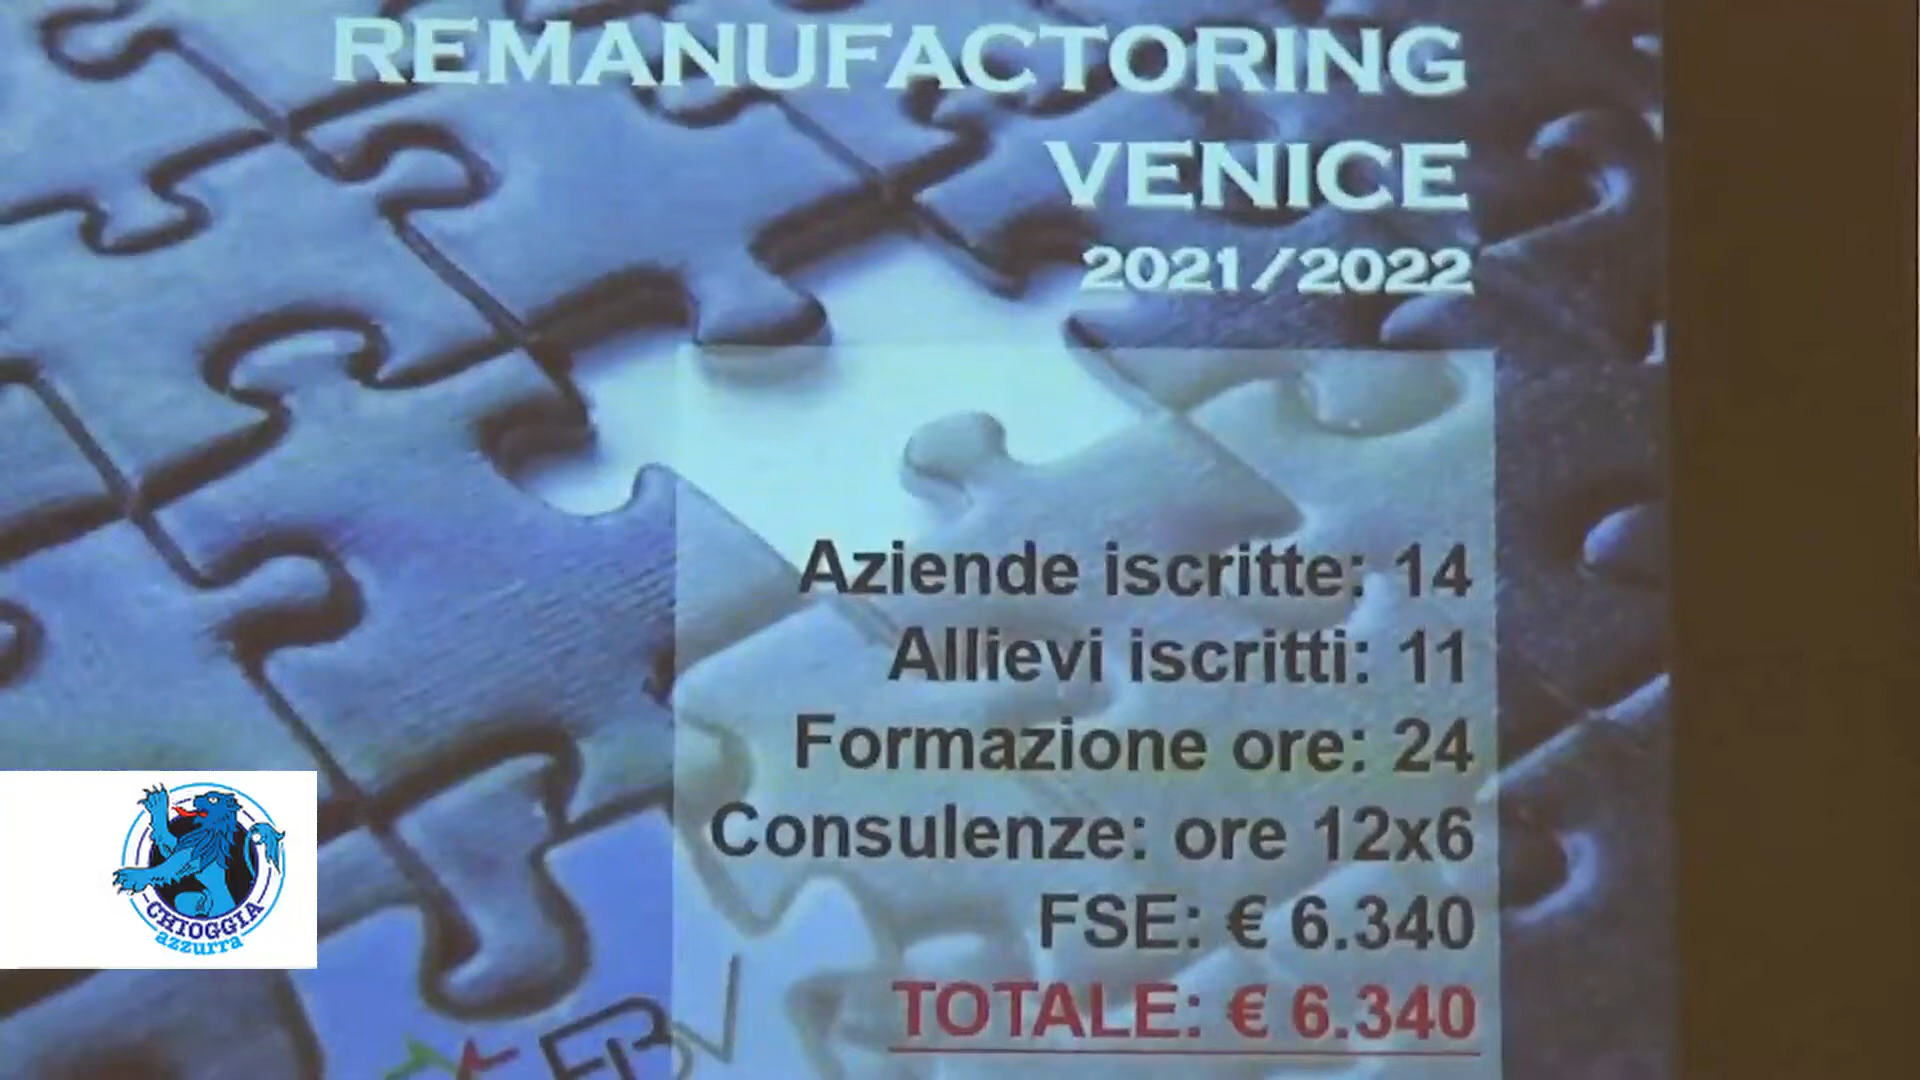 REMANUFACTORING
VENICE
2021/2022
Aziende iscritte: 14
Allievi iscritti: 11
Formazione ore: 24
Consulenze: ore 12x6
FSE: € 6.340
TOTALE: € 6.340
CHIOGGIA
azzurra
EBV